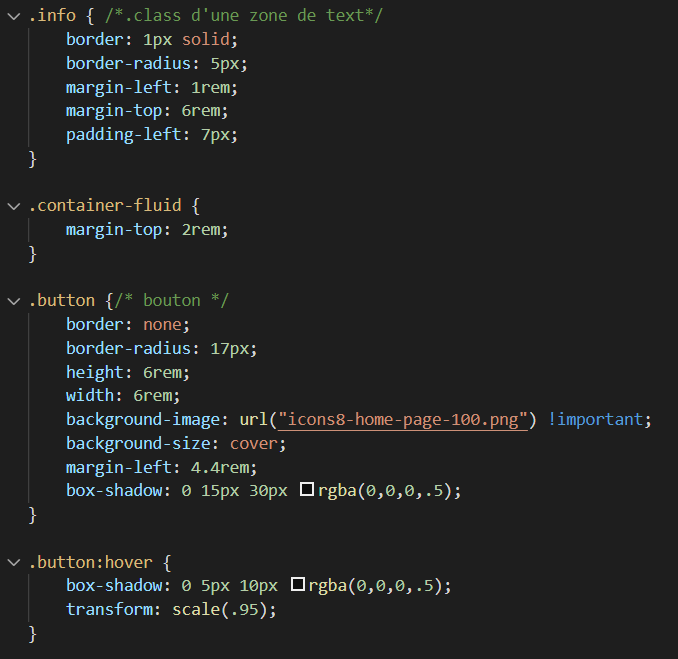 .info { /*.class d'une zone de text*/
    border: 1px solid;
    border-radius: 5px;
    margin-left: 1rem;
    margin-top: 6rem;
    padding-left: 7px;
}

.container-fluid {
    margin-top: 2rem;
}

.button {/* bouton */
    border: none;
    border-radius: 17px;
    height: 6rem;
    width: 6rem;
    background-image: url("icons8-home-page-100.png") !important;
    background-size: cover;
    margin-left: 4.4rem;
    box-shadow: 0 15px 30px rgba(0,0,0,.5);
}

.button:hover {
    box-shadow: 0 5px 10px rgba(0,0,0,.5);
    transform: scale(.95);
}